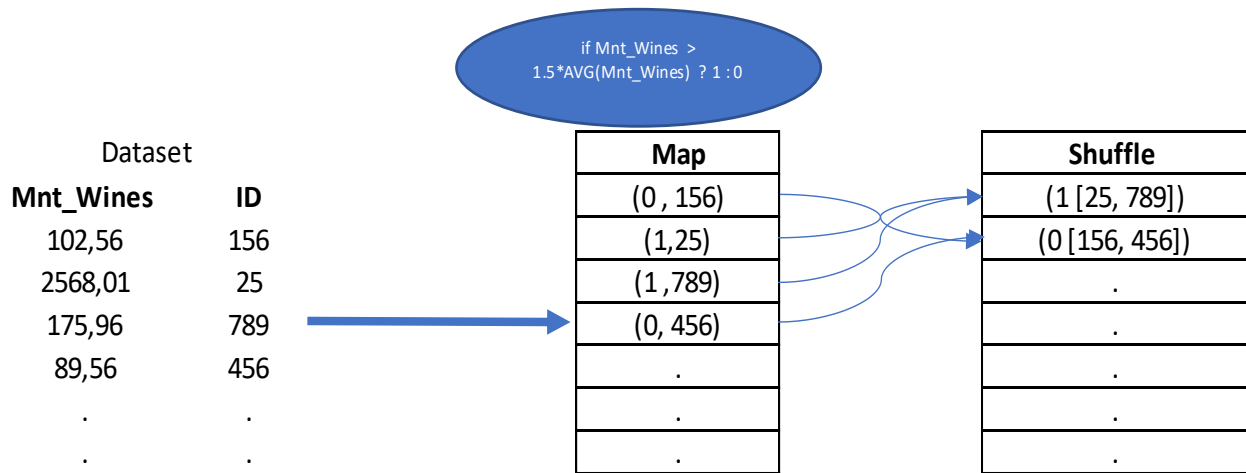 if Mnt_Wines >
1.5*AVG(Mnt_Wines) ? 1 : 0
Dataset
Mnt_Wines ID
102,56 156
2568,01 25
175,96 789
89,56 456
. .
. .
Map
(0 , 156)
(1,25)
(1 ,789)
(0, 456)
.
.
.
Shuffle
(1 [25, 789])
(0 [156, 456])
.
.
.
.
.